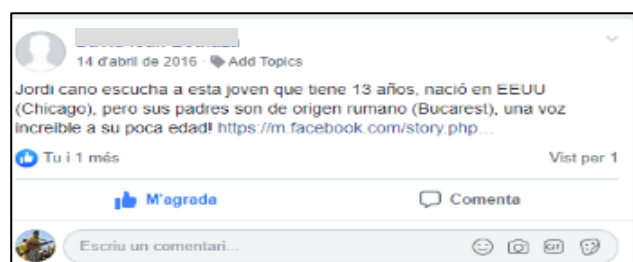 14 d'abril de 2016 · Add Topics
Jordi cano escucha a esta joven que tiene 13 años, nació en EEUU
(Chicago), pero sus padres son de origen rumano (Bucarest), una voz
increible a su poca edad! https://m.facebook.com/story.php...
Tu i 1 més
Vist per 1
M'agrada
Comenta
Escriu un comentari...
GIF